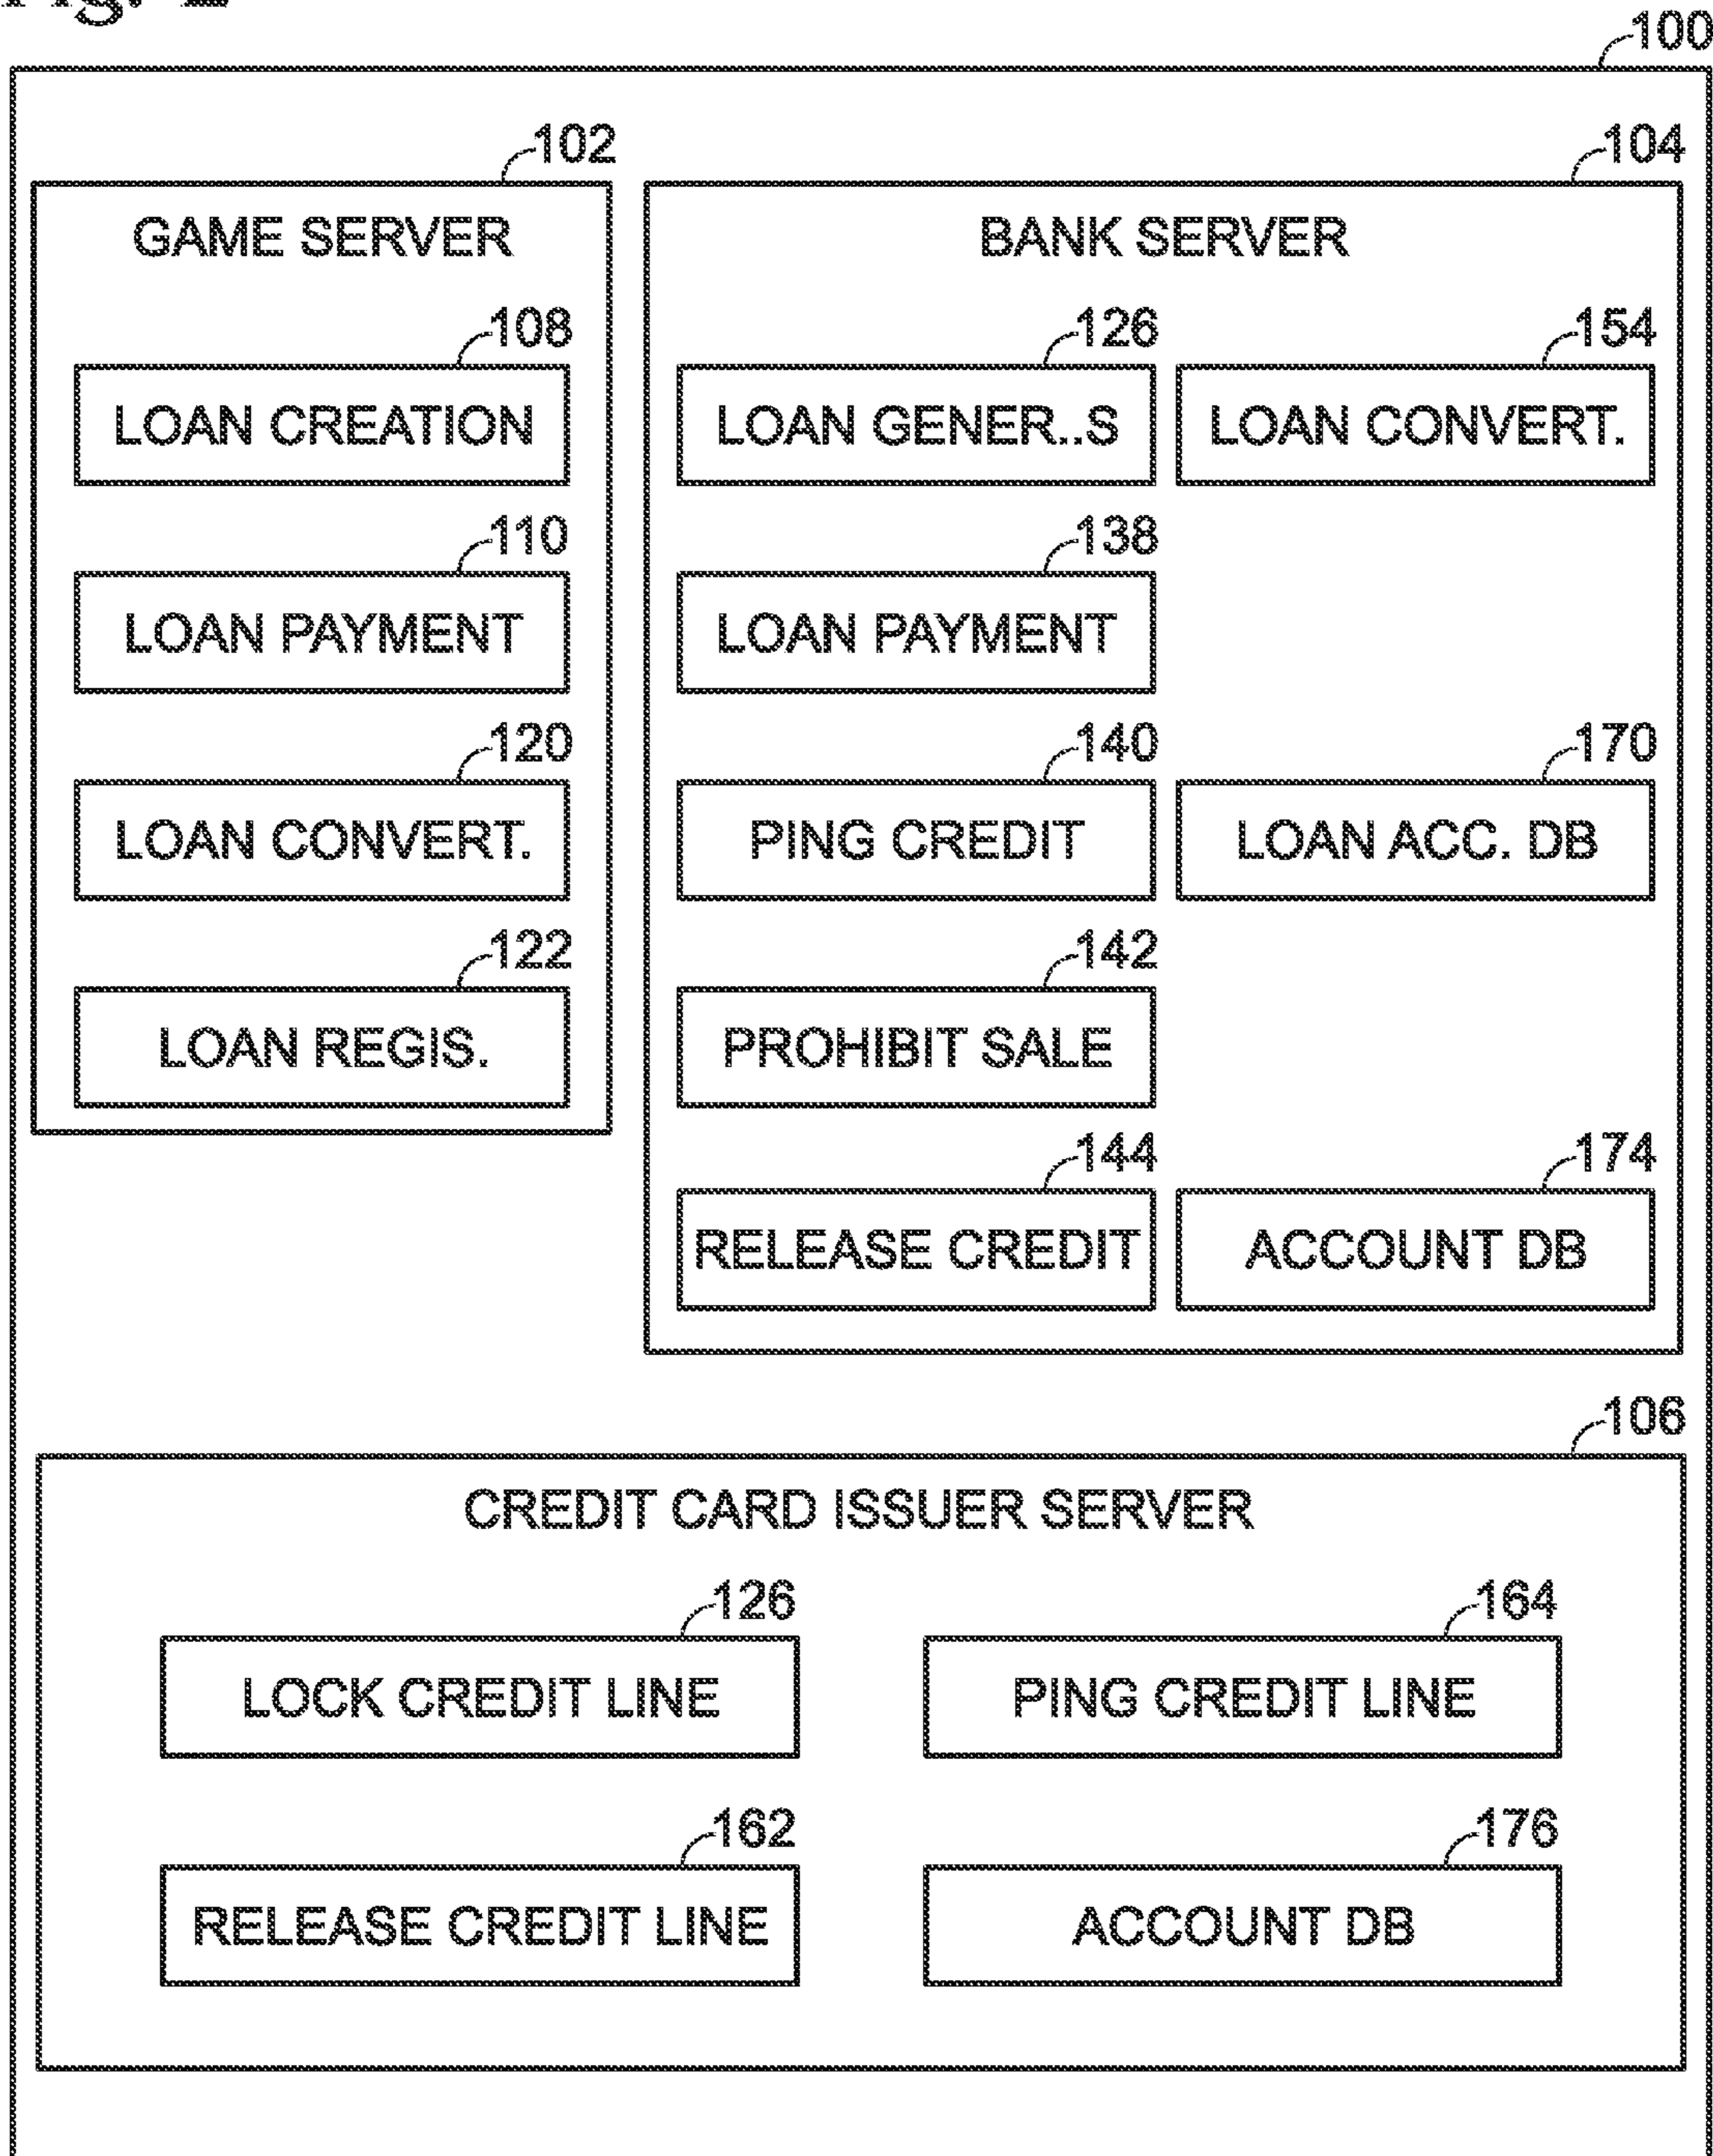 100
102
GAME SERVER
108
LOAN CREATION
110
LOAN PAYMENT
120
LOAN CONVERT.
122
LOAN REGIS.
104
BANK SERVER
126
LOAN GENER..S
154
LOAN CONVERT.
138
LOAN PAYMENT
140
PING CREDIT
170
LOAN ACC. DB
142
PROHIBIT SALE
144
RELEASE CREDIT
174
ACCOUNT DB
106
CREDIT CARD ISSUER SERVER
126
LOCK CREDIT LINE
164
PING CREDIT LINE
162
RELEASE CREDIT LINE
176
ACCOUNT DB